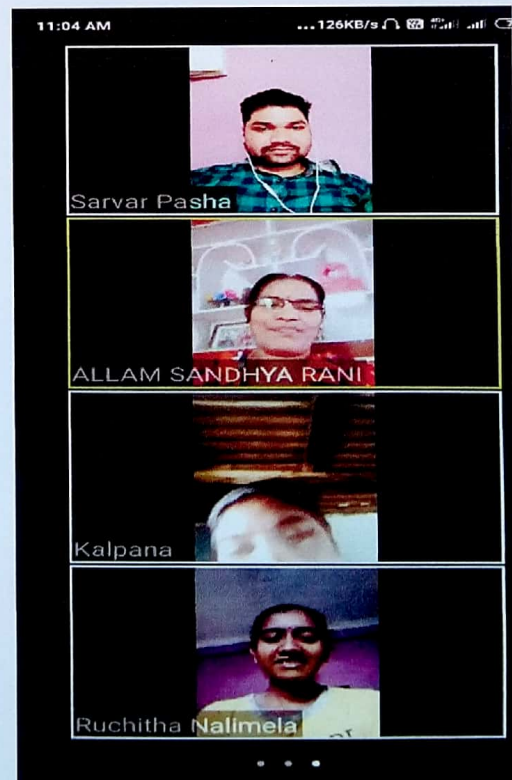 11:04 AM ...126KB/s
Sarvar Pasha
ALLAM SANDHYA RANI
Kalpana
Ruchitha Nalimela